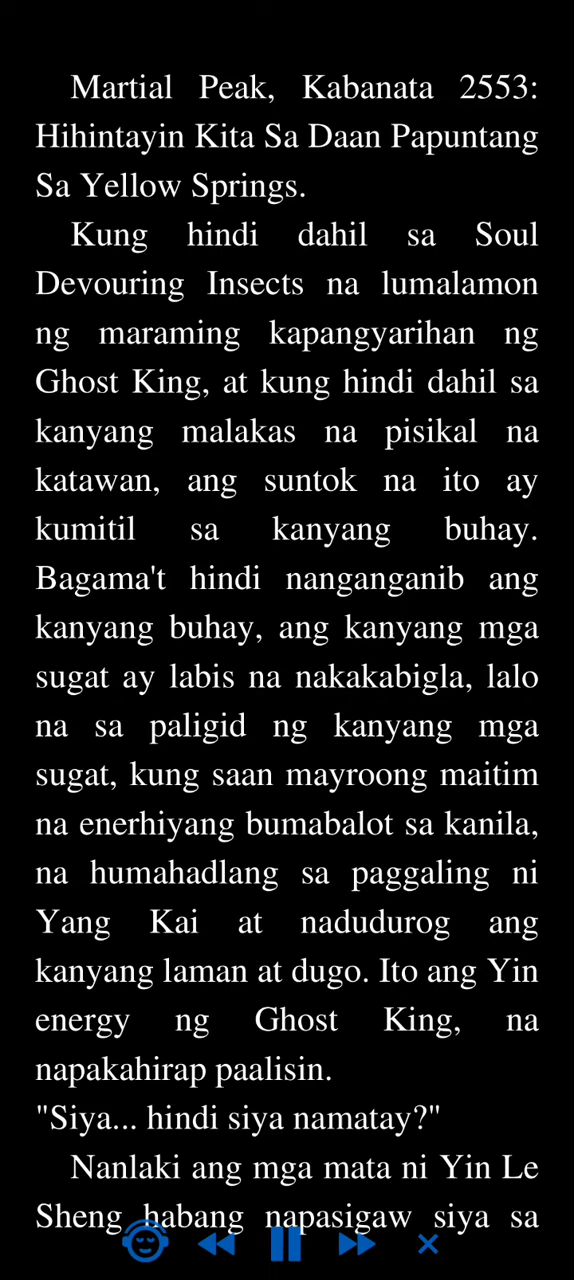 Martial Peak, Kabanata 2553:
Hihintayin Kita Sa Daan Papuntang
Sa Yellow Springs.
Kung hindi dahil sa Soul
Devouring Insects na lumalamon
ng maraming kapangyarihan ng
Ghost King, at kung hindi dahil sa
kanyang malakas na pisikal na
katawan, ang suntok na ito ay
kumitil sa kanyang buhay.
Bagama't hindi nanganganib ang
kanyang buhay, ang kanyang mga
sugat ay labis na nakakabigla, lalo
na sa paligid ng kanyang mga
sugat, kung saan mayroong maitim
na enerhiyang bumabalot sa kanila,
na humahadlang sa paggaling ni
Yang Kai at nadudurog ang
kanyang laman at dugo. Ito ang Yin
energy ng Ghost King, na
napakahirap paalisin.
"Siya... hindi siya namatay?"
Nanlaki ang mga mata ni Yin Le
Sheng habang napasigaw siya sa